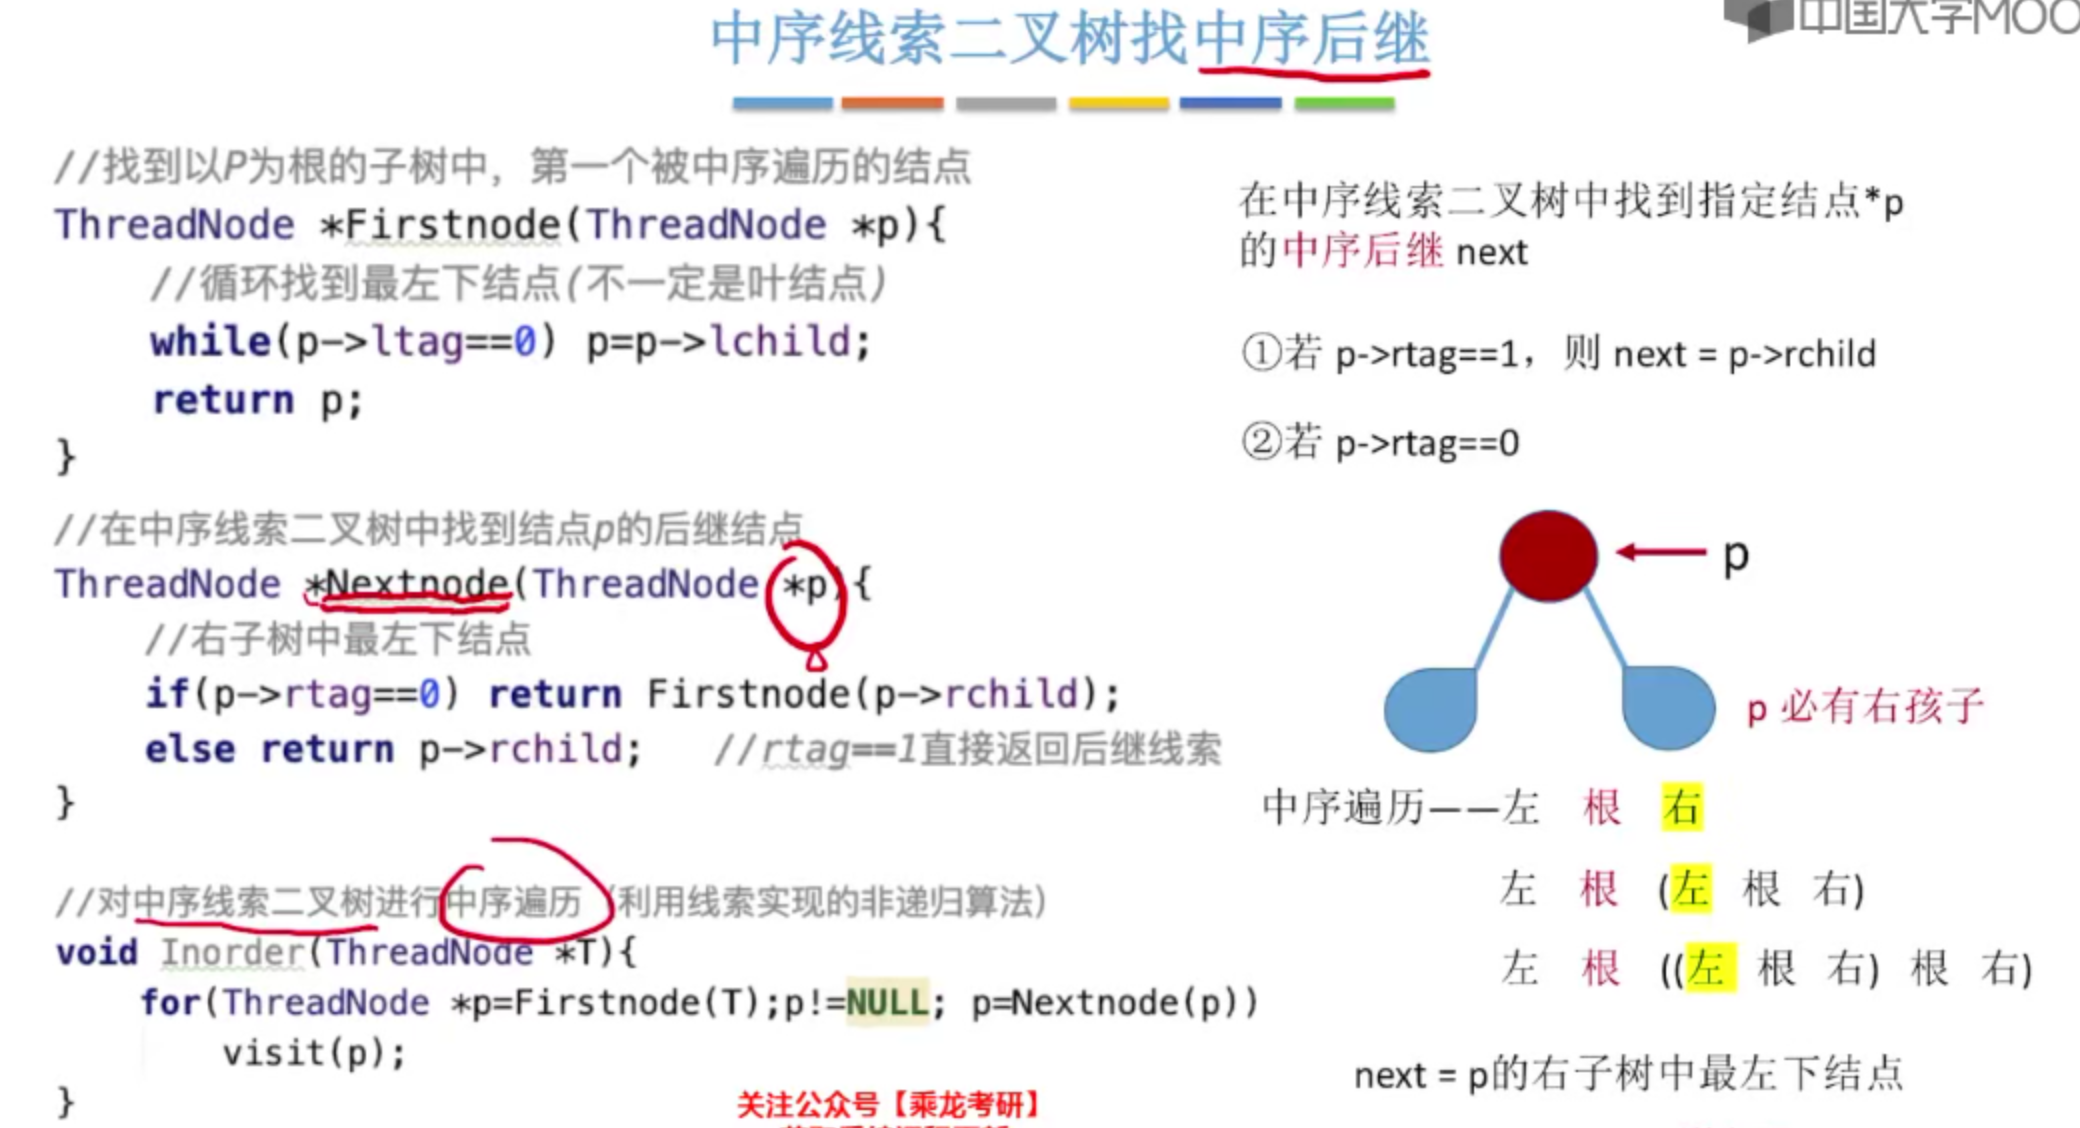 中序线索二叉树找中序后继
中国大学MOO
//找到以P为根的子树中，第一个被中序遍历的结点
ThreadNode *Firstnode(ThreadNode *p){
//循环找到最左下结点(不一定是叶结点)
while(p->ltag==0) p=p->lchild;
return p;
}
//在中序线索二叉树中找到结点p的后继结点
ThreadNode *Nextnode(ThreadNode *p){
//右子树中最左下结点
if(p->rtag==0) return Firstnode(p->rchild);
else return p->rchild; //rtag==1直接返回后继线索
}
//对中序线索二叉树进行中序遍历（利用线索实现的非递归算法）
void Inorder(ThreadNode *T){
for(ThreadNode *p=Firstnode(T);p!=NULL; p=Nextnode(p))
visit(p);
}
关注公众号【乘龙考研】
在中序线索二叉树中找到指定结点*p
的中序后继 next
①若 p->rtag==1，则 next = p->rchild
②若 p->rtag==0
p
p 必有右孩子
中序遍历——左 根 右
左 根 (左 根 右)
左 根 ((左 根 右) 根 右)
next = p的右子树中最左下结点